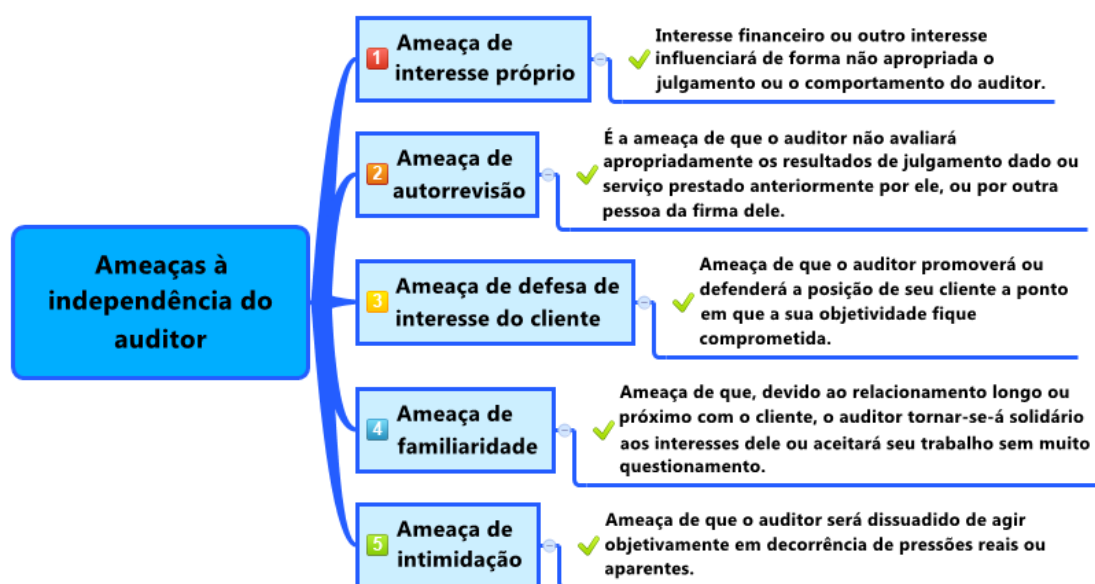 Ameaças à
independência do
auditor
1
Ameaça de
interesse próprio
Interesse financeiro ou outro interesse
influenciará de forma não apropriada o
julgamento ou o comportamento do auditor.
2
Ameaça de
autorrevisão
É a ameaça de que o auditor não avaliará
apropriadamente os resultados de julgamento dado ou
serviço prestado anteriormente por ele, ou por outra
pessoa da firma dele.
3
Ameaça de defesa de
interesse do cliente
Ameaça de que o auditor promoverá ou
defenderá a posição de seu cliente a ponto
em que a sua objetividade fique
comprometida.
4
Ameaça de
familiaridade
Ameaça de que, devido ao relacionamento longo ou
próximo com o cliente, o auditor tornar-se-á solidário
aos interesses dele ou aceitará seu trabalho sem muito
questionamento.
5
Ameaça de
intimidação
Ameaça de que o auditor será dissuadido de agir
objetivamente em decorrência de pressões reais ou
aparentes.